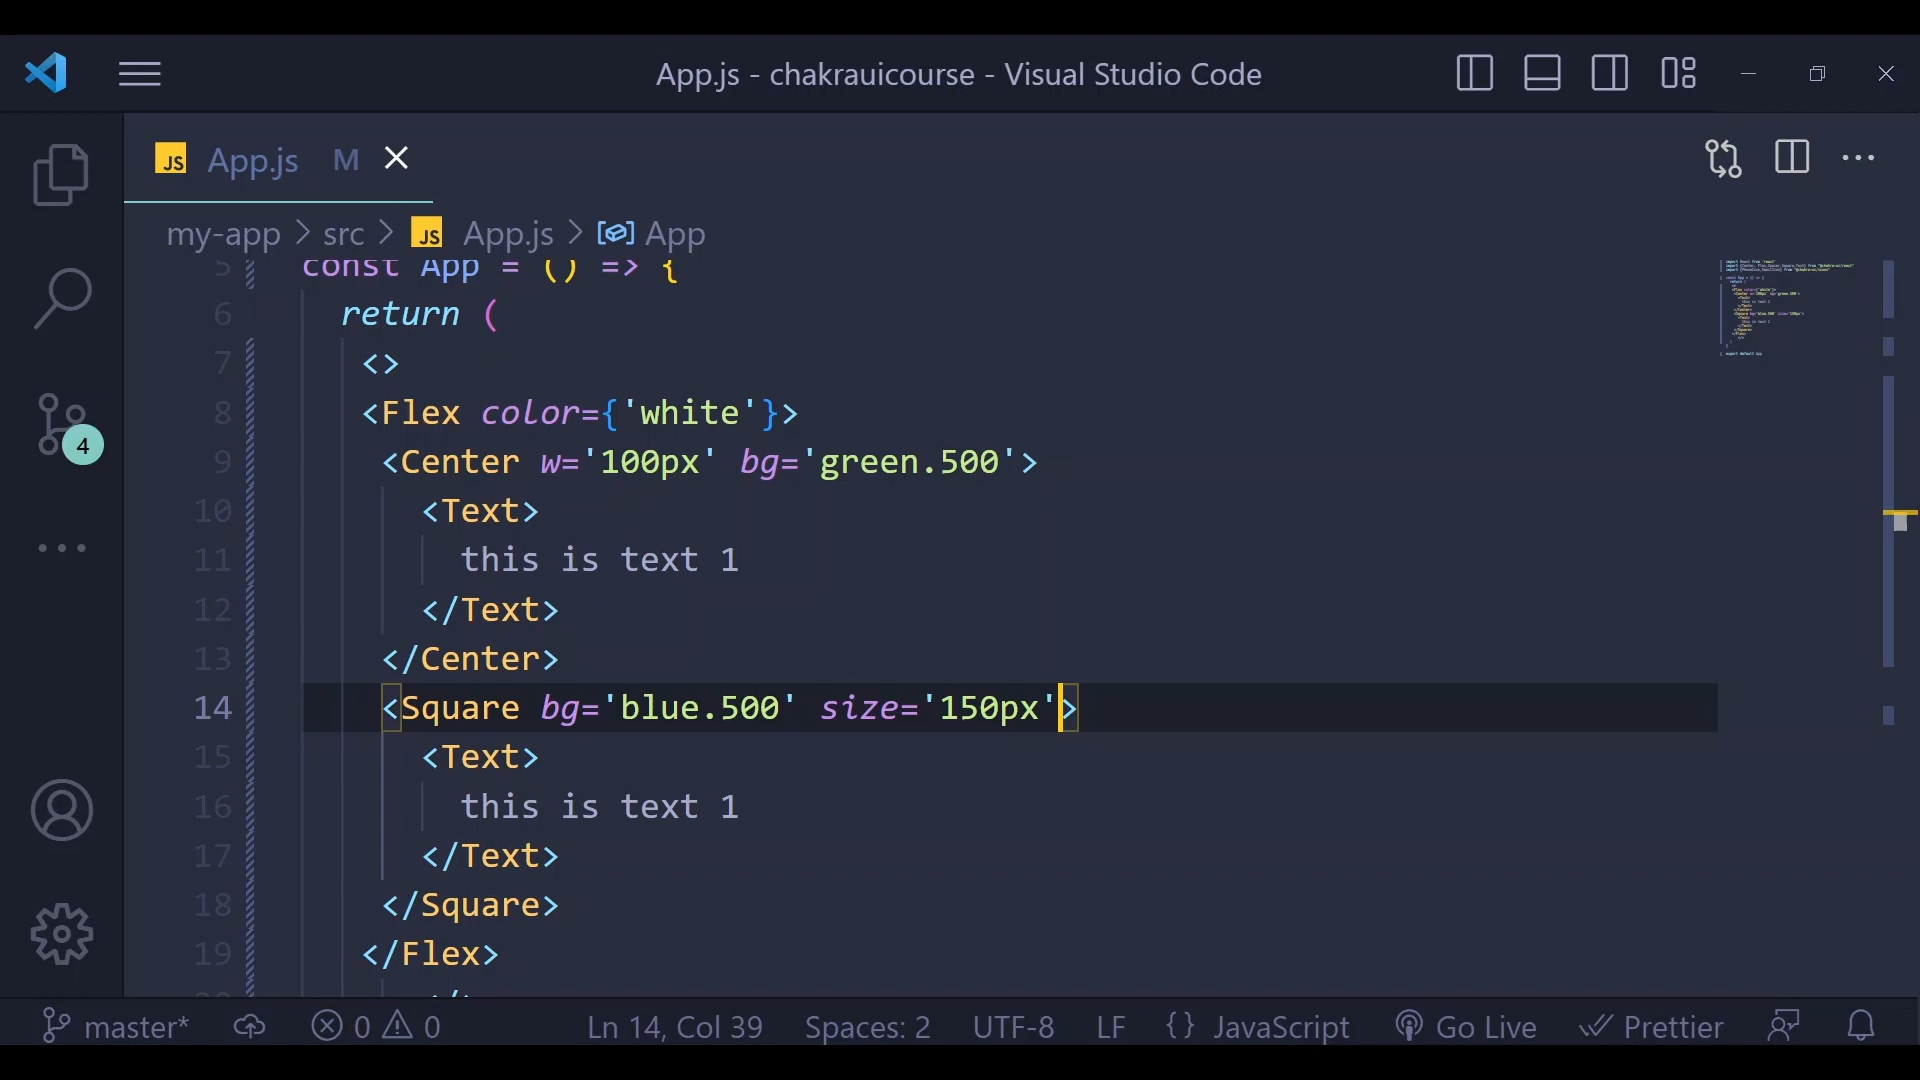 App.js - chakrauicourse - Visual Studio Code
JS App.js M
my-app > src > JS App.js > App
5 const App = () => {
6 return (
7 <>
8 <Flex color={'white'}>
9 <Center w='100px' bg='green.500'>
10 <Text>
11 this is text 1
12 </Text>
13 </Center>
14 <Square bg='blue.500' size='150px'>
15 <Text>
16 this is text 1
17 </Text>
18 </Square>
19 </Flex>
4
master* 0 0 Ln 14, Col 39 Spaces: 2 UTF-8 LF {} JavaScript Go Live Prettier